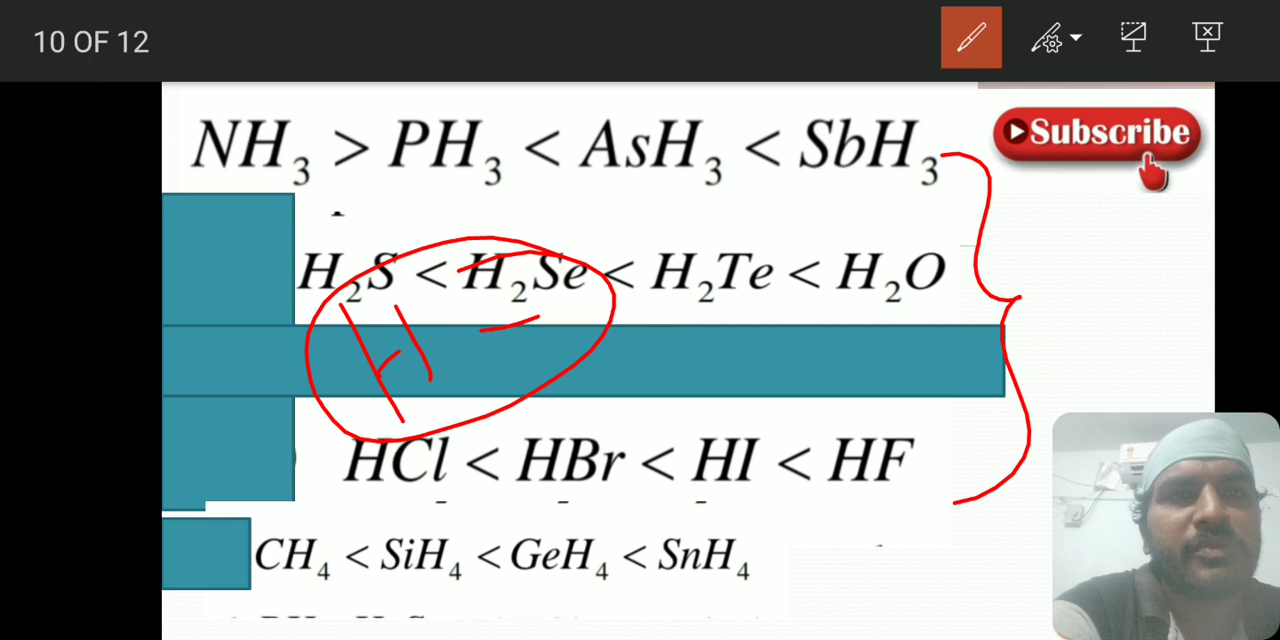 10 OF 12
NH₃ > PH₃ < AsH₃ < SbH₃
Subscribe
H₂S < H₂Se < H₂Te < H₂O
H -
HCl < HBr < HI < HF
CH₄ < SiH₄ < GeH₄ < SnH₄